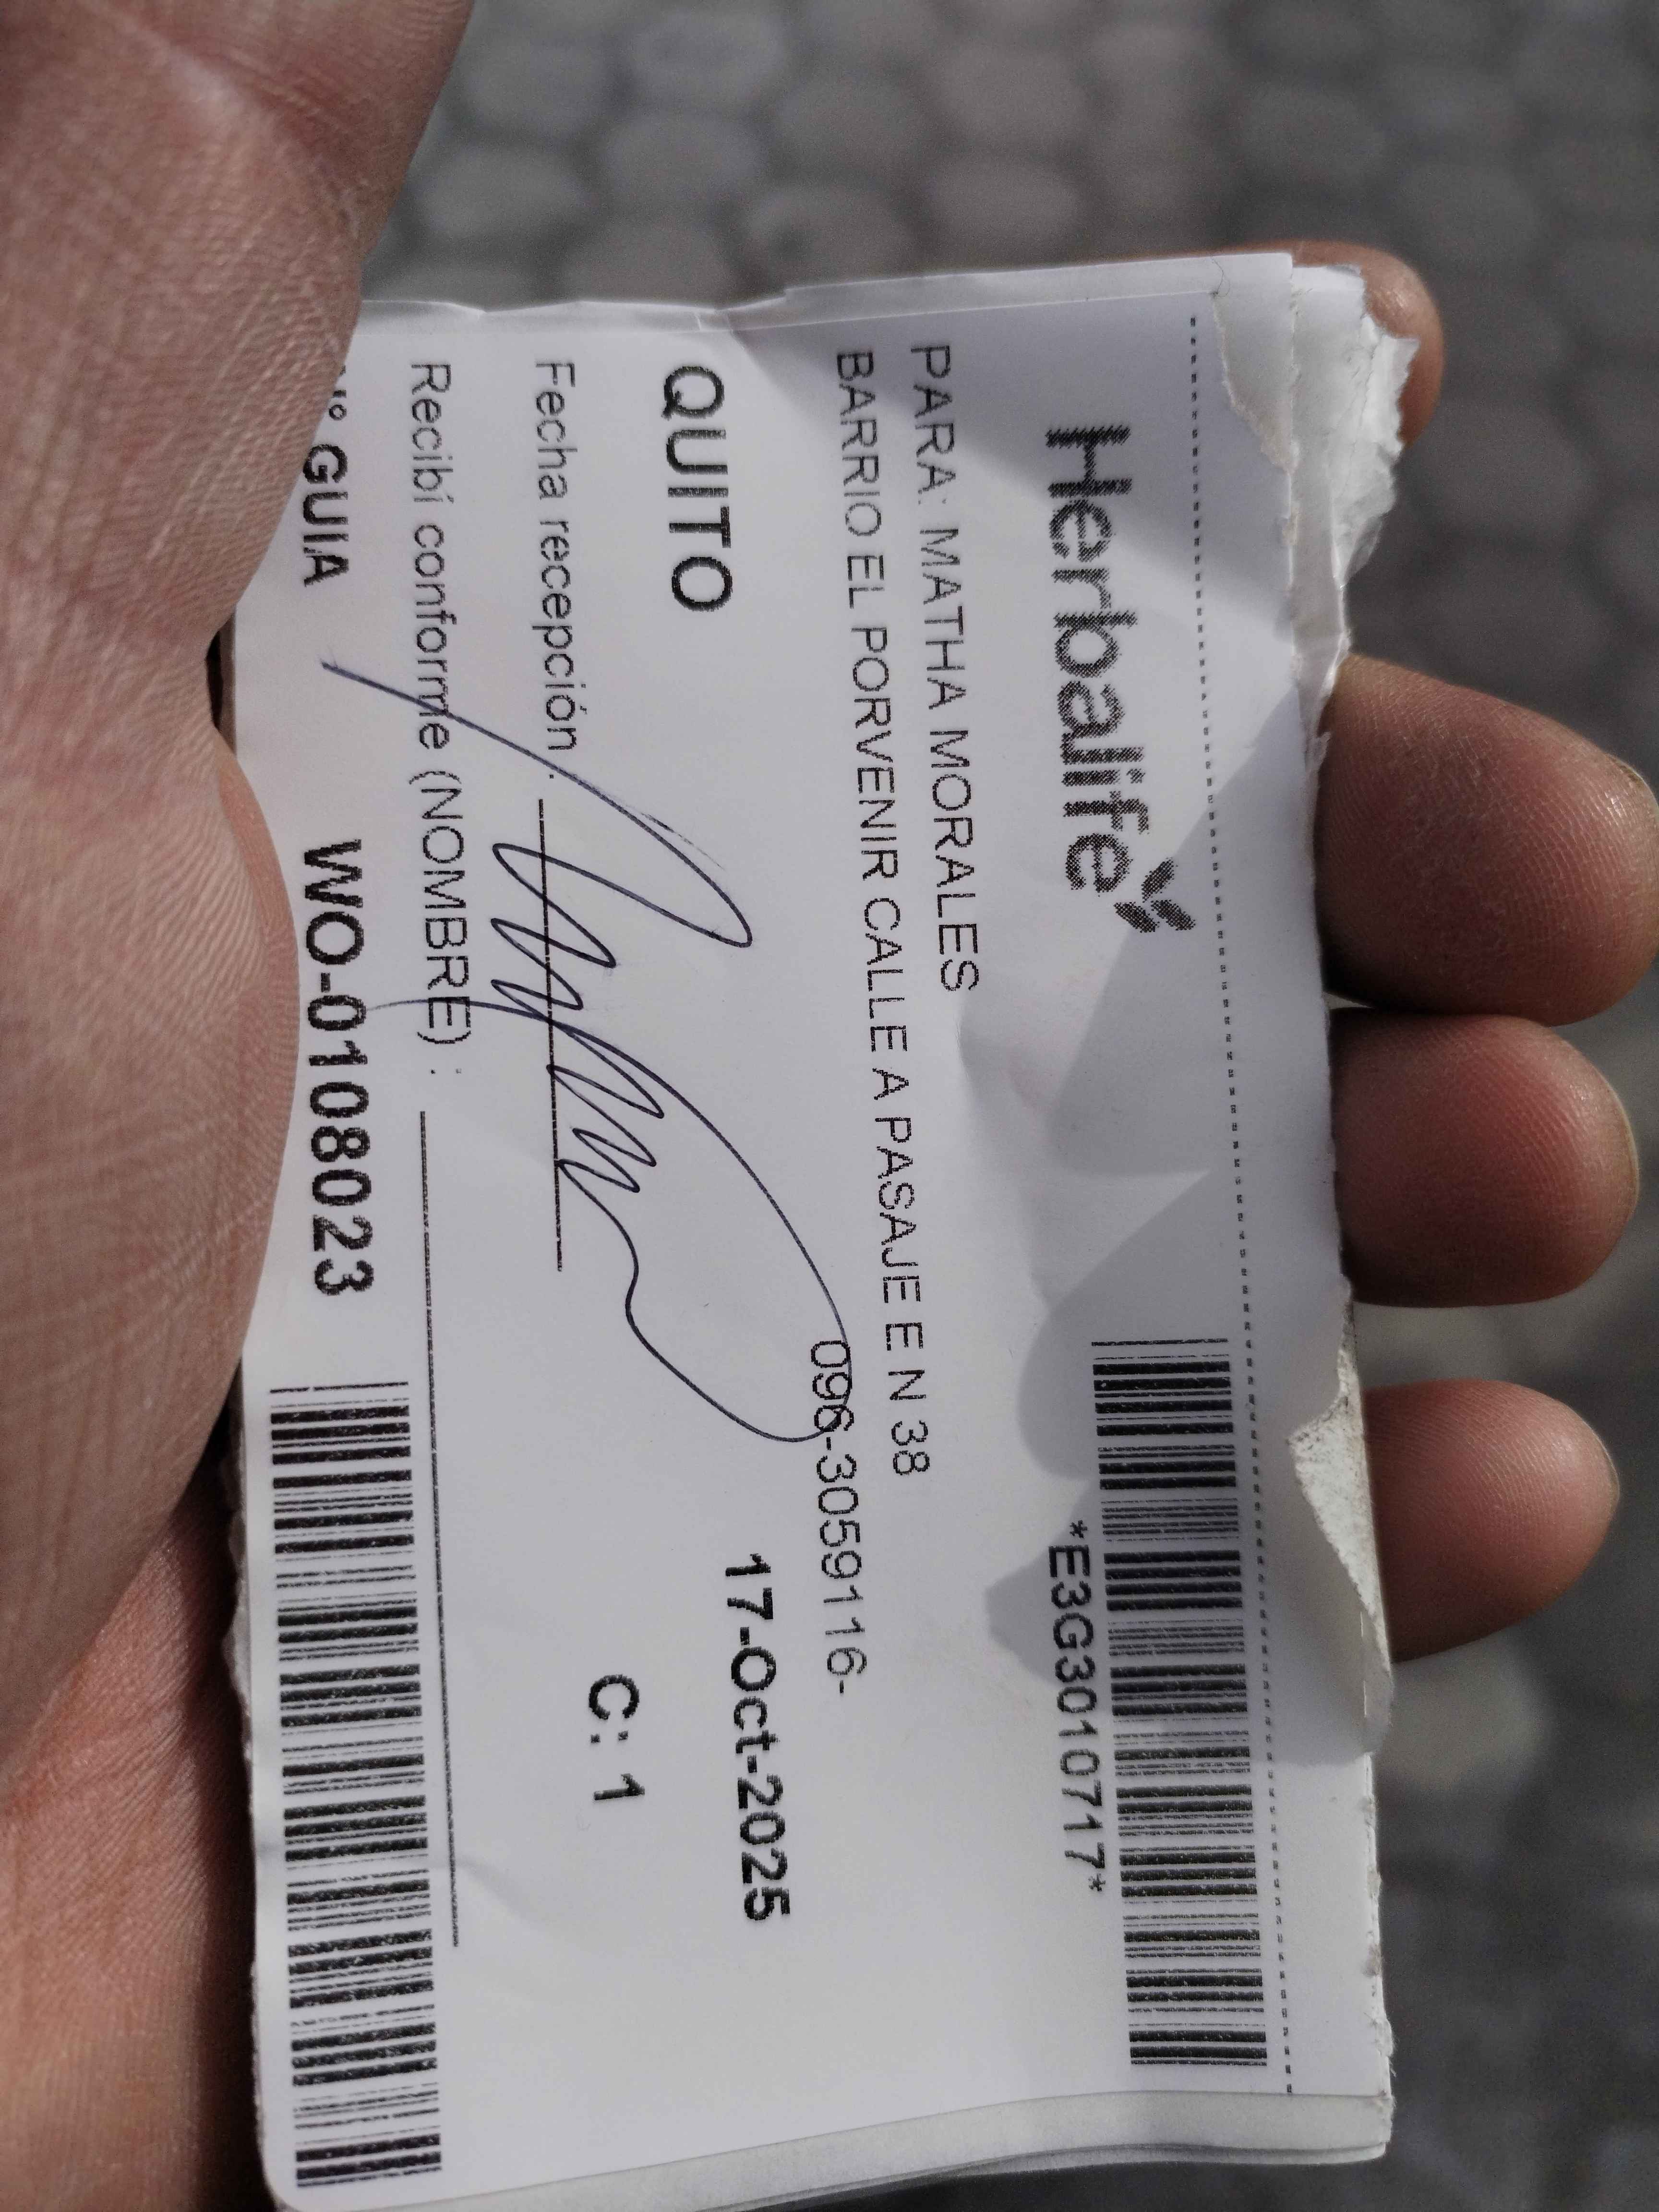 Herbalife
*E3G3010717*
PARA: MATHA MORALES
BARRIO EL PORVENIR CALLE A PASAJE E N 38
096-3059116-
QUITO
17-Oct-2025
Fecha recepción :
C: 1
Recibí conforme (NOMBRE) :
N° GUIA WO-0108023